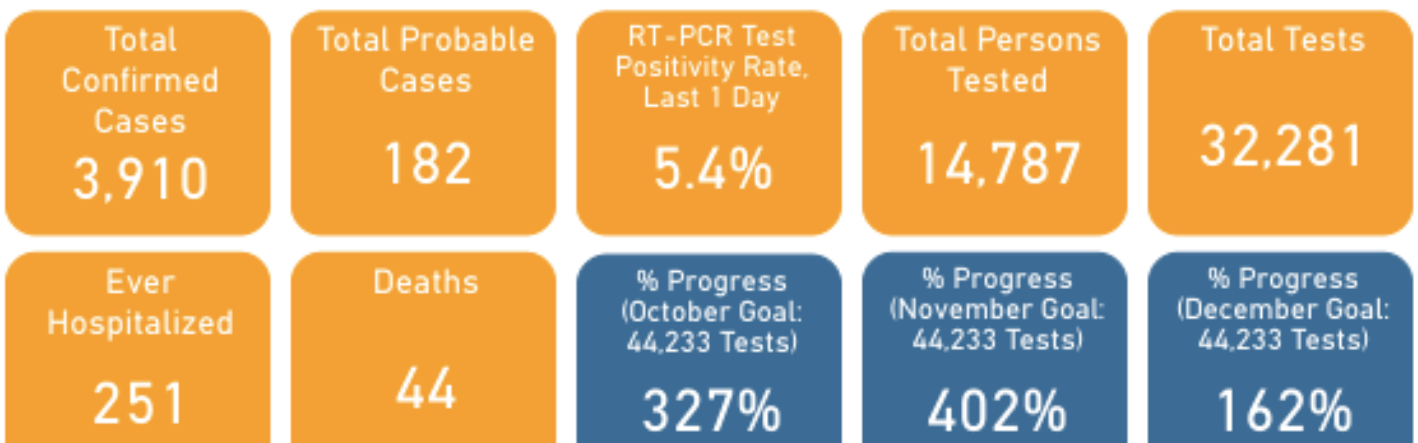 Total
Confirmed
Cases
3,910
Total Probable
Cases
182
RT-PCR Test
Positivity Rate,
Last 1 Day
5.4%
Total Persons
Tested
14,787
Total Tests
32,281
Ever
Hospitalized
251
Deaths
44
% Progress
(October Goal:
44,233 Tests)
327%
% Progress
(November Goal:
44,233 Tests)
402%
% Progress
(December Goal:
44,233 Tests)
162%